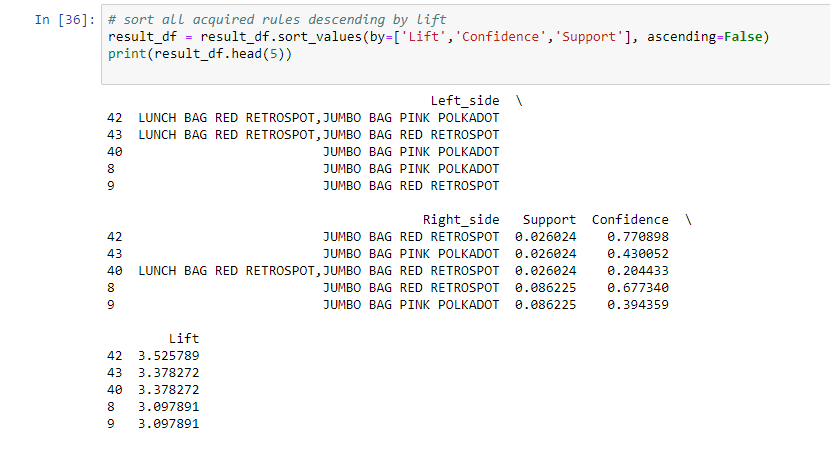 In [36]: # sort all acquired rules descending by lift
result_df = result_df.sort_values(by=['Lift','Confidence','Support'], ascending=False)
print(result_df.head(5))
Left_side \
42 LUNCH BAG RED RETROSPOT,JUMBO BAG PINK POLKADOT
43 LUNCH BAG RED RETROSPOT,JUMBO BAG RED RETROSPOT
40 JUMBO BAG PINK POLKADOT
8 JUMBO BAG PINK POLKADOT
9 JUMBO BAG RED RETROSPOT
Right_side Support Confidence \
42 JUMBO BAG RED RETROSPOT 0.026024 0.770898
43 JUMBO BAG PINK POLKADOT 0.026024 0.430052
40 LUNCH BAG RED RETROSPOT,JUMBO BAG RED RETROSPOT 0.026024 0.204433
8 JUMBO BAG RED RETROSPOT 0.086225 0.677340
9 JUMBO BAG PINK POLKADOT 0.086225 0.394359
Lift
42 3.525789
43 3.378272
40 3.378272
8 3.097891
9 3.097891